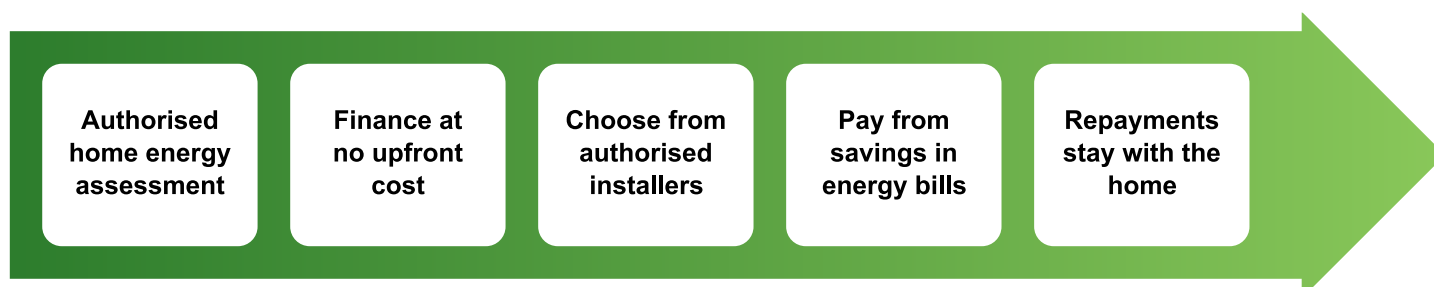 Authorised
home energy
assessment
Finance at
no upfront
cost
Choose from
authorised
installers
Pay from
savings in
energy bills
Repayments
stay with the
home